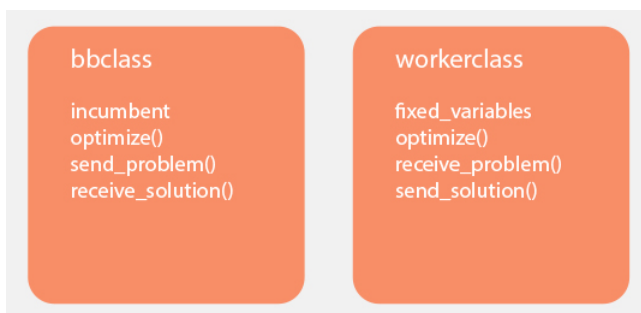 bbclass
incumbent
optimize()
send_problem()
receive_solution()
workerclass
fixed_variables
optimize()
receive_problem()
send_solution()